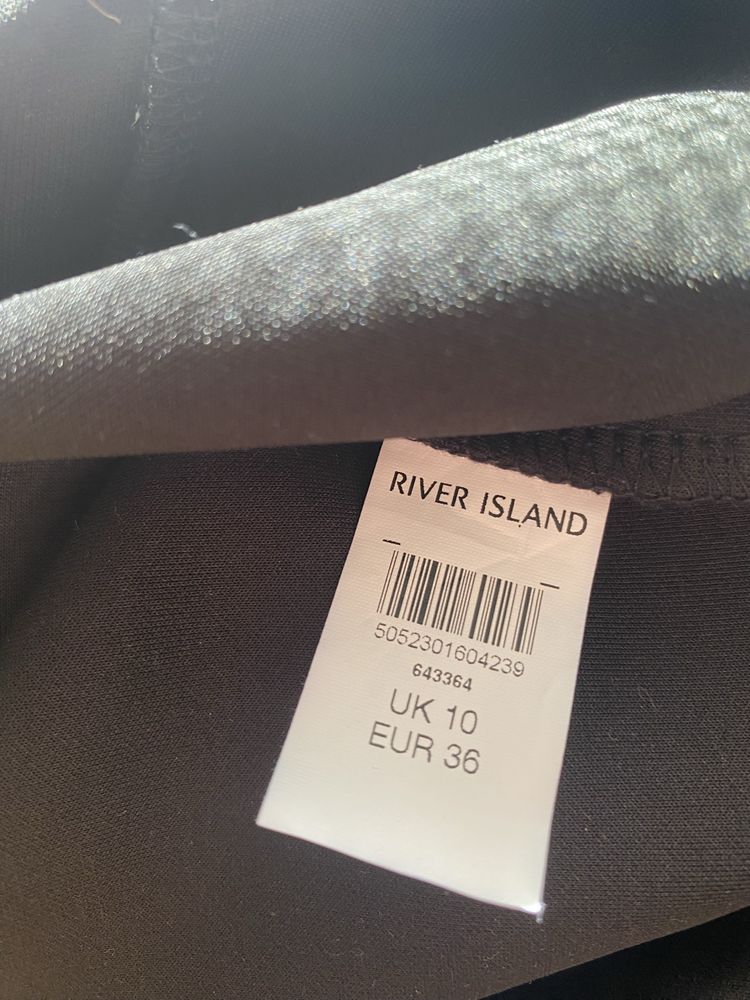 RIVER ISLAND
5052301604239
643364
UK 10
EUR 36